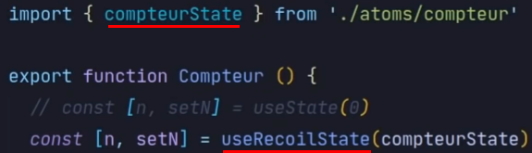 import { compteurState } from './atoms/compteur'
export function Compteur () {
// const [n, setN] = useState(0)
const [n, setN] = useRecoilState(compteurState)